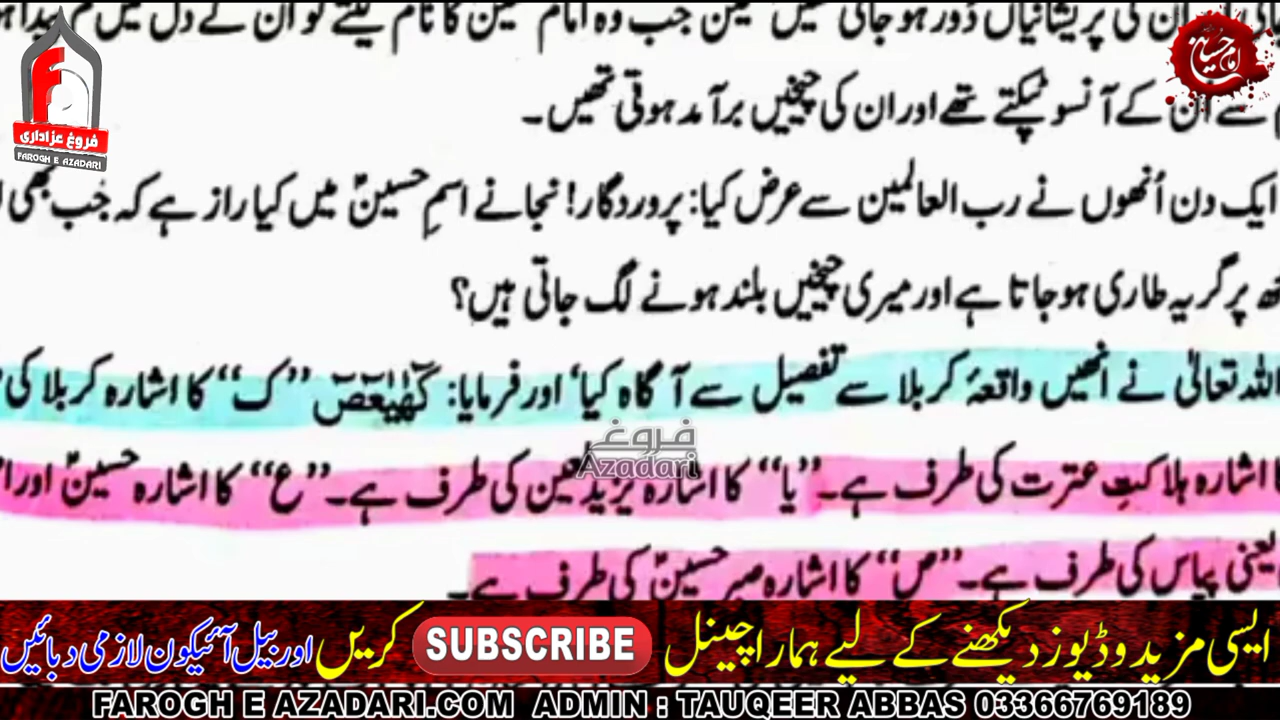 ان کی پریشانیاں دُور ہو جاتی ہیں لیکن جب وہ امام حسین کا نام لیتے تو ان کے دل میں
سے ان کے آنسو ٹپکتے تھے اور ان کی چیخیں برآمد ہوتی تھیں۔
ایک دن اُنھوں نے رب العالمین سے عرض کیا: پروردگار! نجانے اسمِ حسینؑ میں کیا راز ہے کہ جب بھی
پر گریہ طاری ہو جاتا ہے اور میری چیخیں بلند ہونے لگ جاتی ہیں؟
اللہ تعالیٰ نے انھیں واقعۂ کربلا سے تفصیل سے آگاہ کیا، اور فرمایا: کٓھٰیٰعٓصٓ ”ک“ کا اشارہ کربلا کی
اشارہ ہلاکتِ عترت کی طرف ہے۔ ”یا“ کا اشارہ یزید لعین کی طرف ہے۔ ”ع“ کا اشارہ حسینؑ اور
یعنی پیاس کی طرف ہے۔ ”ص“ کا اشارہ صبر حسینؑ کی طرف ہے۔
فروغ عزاداری
FAROGH E AZADARI
امام حسین
فروغ
Azadari
ایسی مزید وڈیوز دیکھنے کے لیے ہمارا چینل SUBSCRIBE کریں اور بیل آئیکون لازمی دبائیں
FAROGH E AZADARI.COM ADMIN : TAUQEER ABBAS 03366769189